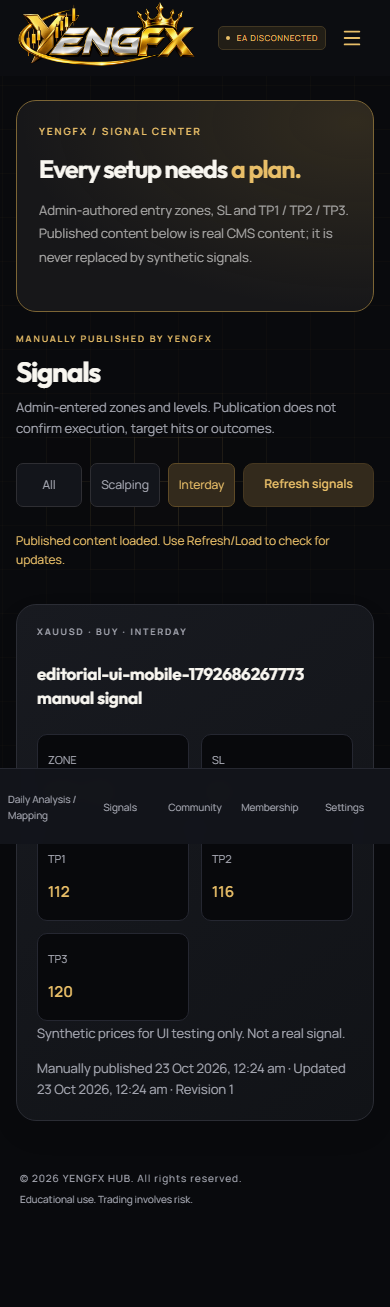 YENGFX
EA DISCONNECTED
YENGFX / SIGNAL CENTER
Every setup needs a plan.
Admin-authored entry zones, SL and TP1 / TP2 / TP3.
Published content below is real CMS content; it is
never replaced by synthetic signals.
MANUALLY PUBLISHED BY YENGFX
Signals
Admin-entered zones and levels. Publication does not
confirm execution, target hits or outcomes.
All
Scalping
Interday
Refresh signals
Published content loaded. Use Refresh/Load to check for
updates.
XAUUSD · BUY · INTERDAY
editorial-ui-mobile-1792686267773
manual signal
ZONE
SL
Daily Analysis /
Mapping
Signals
Community
Membership
Settings
TP1
TP2
112
116
TP3
120
Synthetic prices for UI testing only. Not a real signal.
Manually published 23 Oct 2026, 12:24 am · Updated
23 Oct 2026, 12:24 am · Revision 1
© 2026 YENGFX HUB. All rights reserved.
Educational use. Trading involves risk.